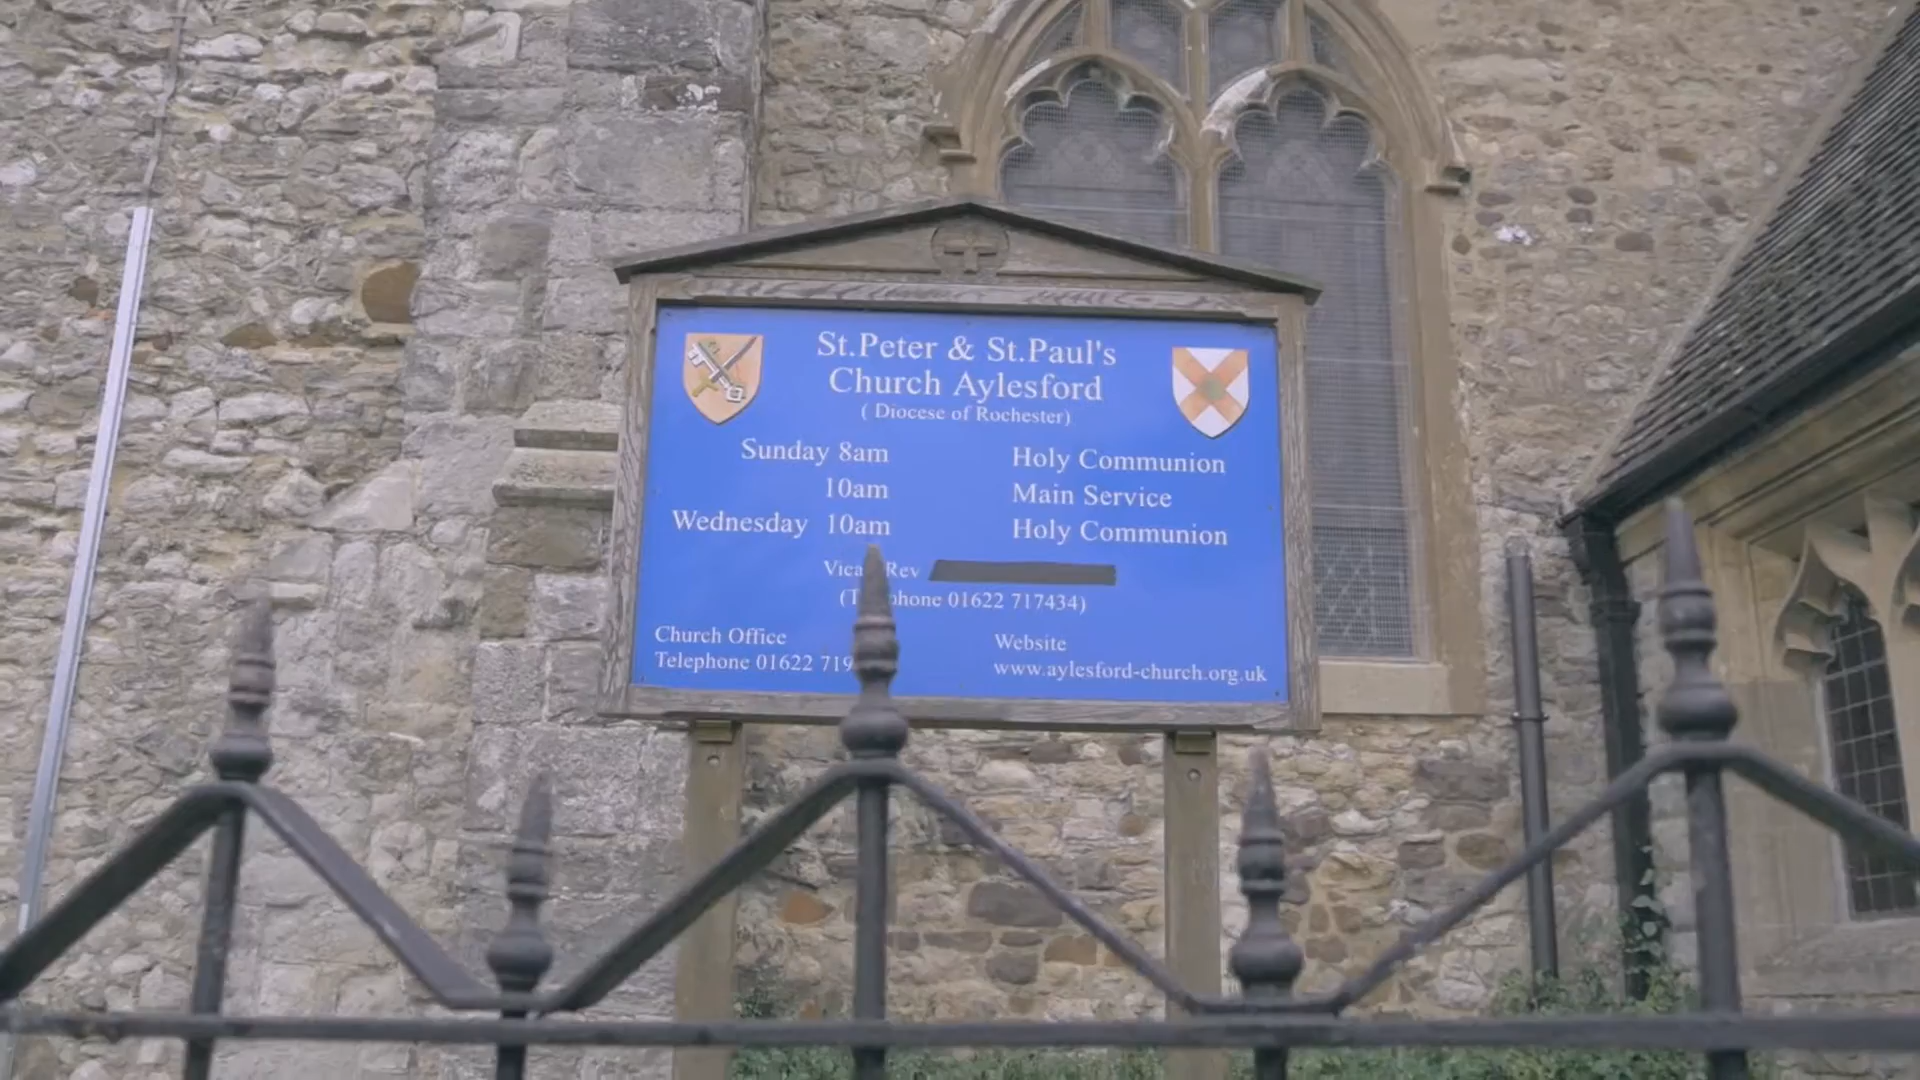 St.Peter & St.Paul's
Church Aylesford
( Diocese of Rochester)
Sunday 8am Holy Communion
10am Main Service
Wednesday 10am Holy Communion
Rev
01622 717434)
Church Office
Telephone 01622 719
Website
www.aylesford-church.org.uk